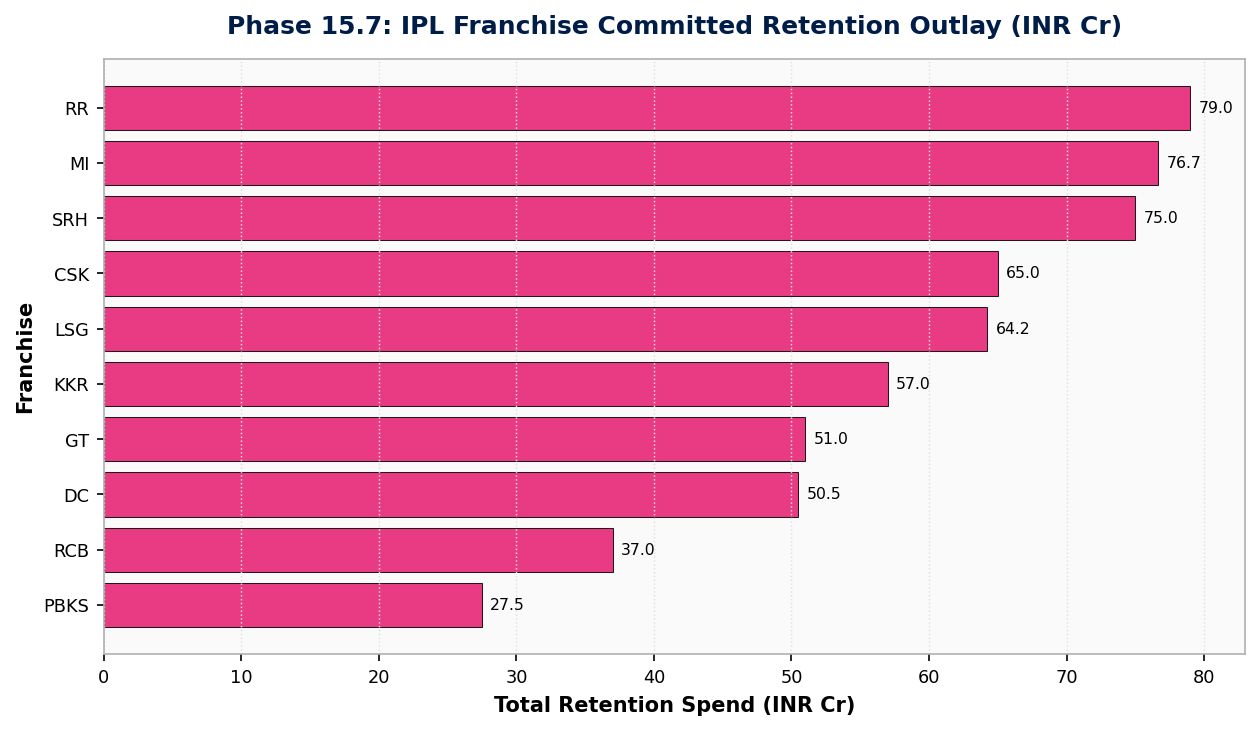 Phase 15.7: IPL Franchise Committed Retention Outlay (INR Cr)
Franchise
RR 79.0
MI 76.7
SRH 75.0
CSK 65.0
LSG 64.2
KKR 57.0
GT 51.0
DC 50.5
RCB 37.0
PBKS 27.5
0 10 20 30 40 50 60 70 80
Total Retention Spend (INR Cr)